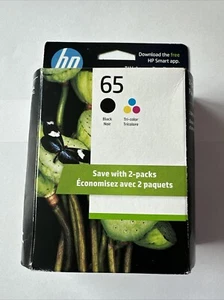 hp
Download the free
HP Smart app.
65
Black
Noir
Tri-color
Tricolore
Save with 2-packs
Économisez avec 2 paquets